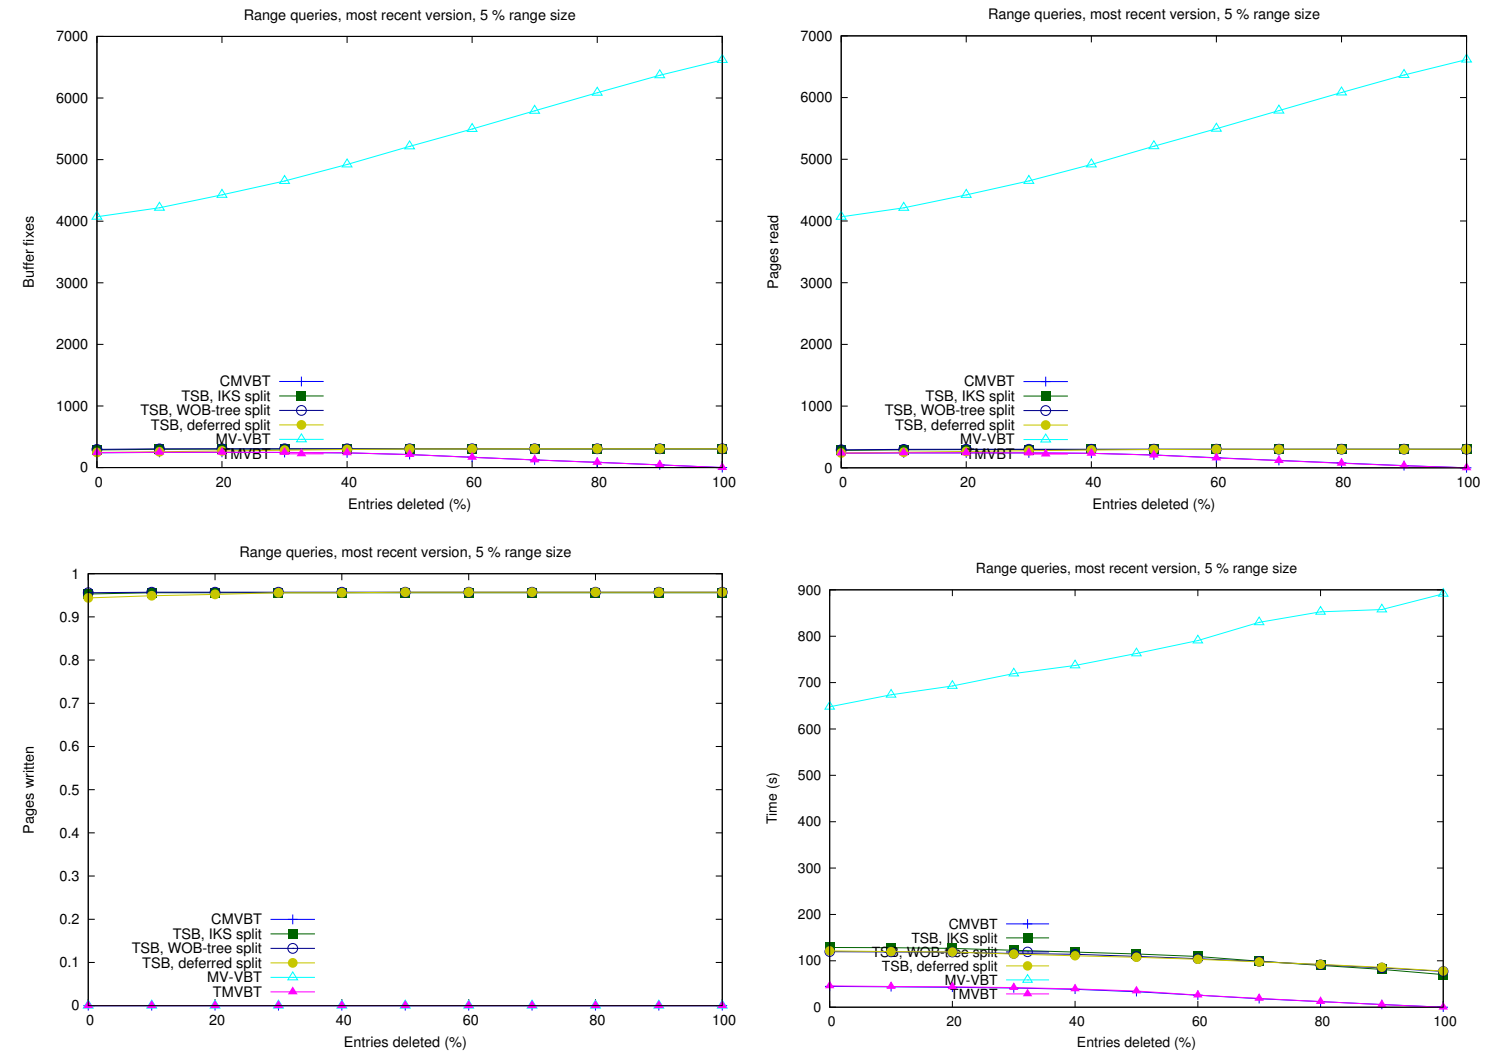 Range queries, most recent version, 5 % range size
7000
6000
5000
4000
3000
2000
1000
0
Buffer fixes
CMVBT
TSB, IKS split
TSB, WOB-tree split
TSB, deferred split
MV-VBT
TMVBT
0 20 40 60 80 100
Entries deleted (%)
Range queries, most recent version, 5 % range size
7000
6000
5000
4000
3000
2000
1000
0
Pages read
CMVBT
TSB, IKS split
TSB, WOB-tree split
TSB, deferred split
MV-VBT
TMVBT
0 20 40 60 80 100
Entries deleted (%)
Range queries, most recent version, 5 % range size
1
0.9
0.8
0.7
0.6
0.5
0.4
0.3
0.2
0.1
0
Pages written
CMVBT
TSB, IKS split
TSB, WOB-tree split
TSB, deferred split
MV-VBT
TMVBT
0 20 40 60 80 100
Entries deleted (%)
Range queries, most recent version, 5 % range size
900
800
700
600
500
400
300
200
100
0
Time (s)
CMVBT
TSB, IKS split
TSB, WOB-tree split
TSB, deferred split
MV-VBT
TMVBT
0 20 40 60 80 100
Entries deleted (%)